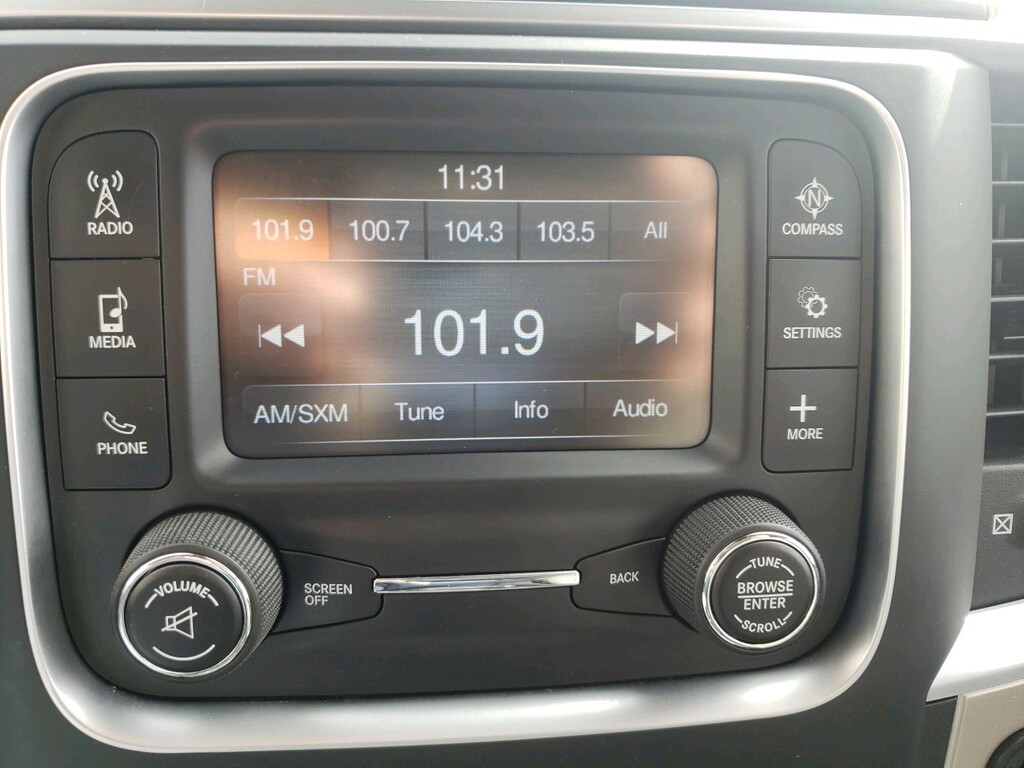 11:31
101.9 100.7 104.3 103.5 All
FM
101.9
AM/SXM Tune Info Audio
RADIO
MEDIA
PHONE
N
COMPASS
SETTINGS
MORE
VOLUME
SCREEN
OFF
BACK
TUNE
BROWSE
ENTER
SCROLL